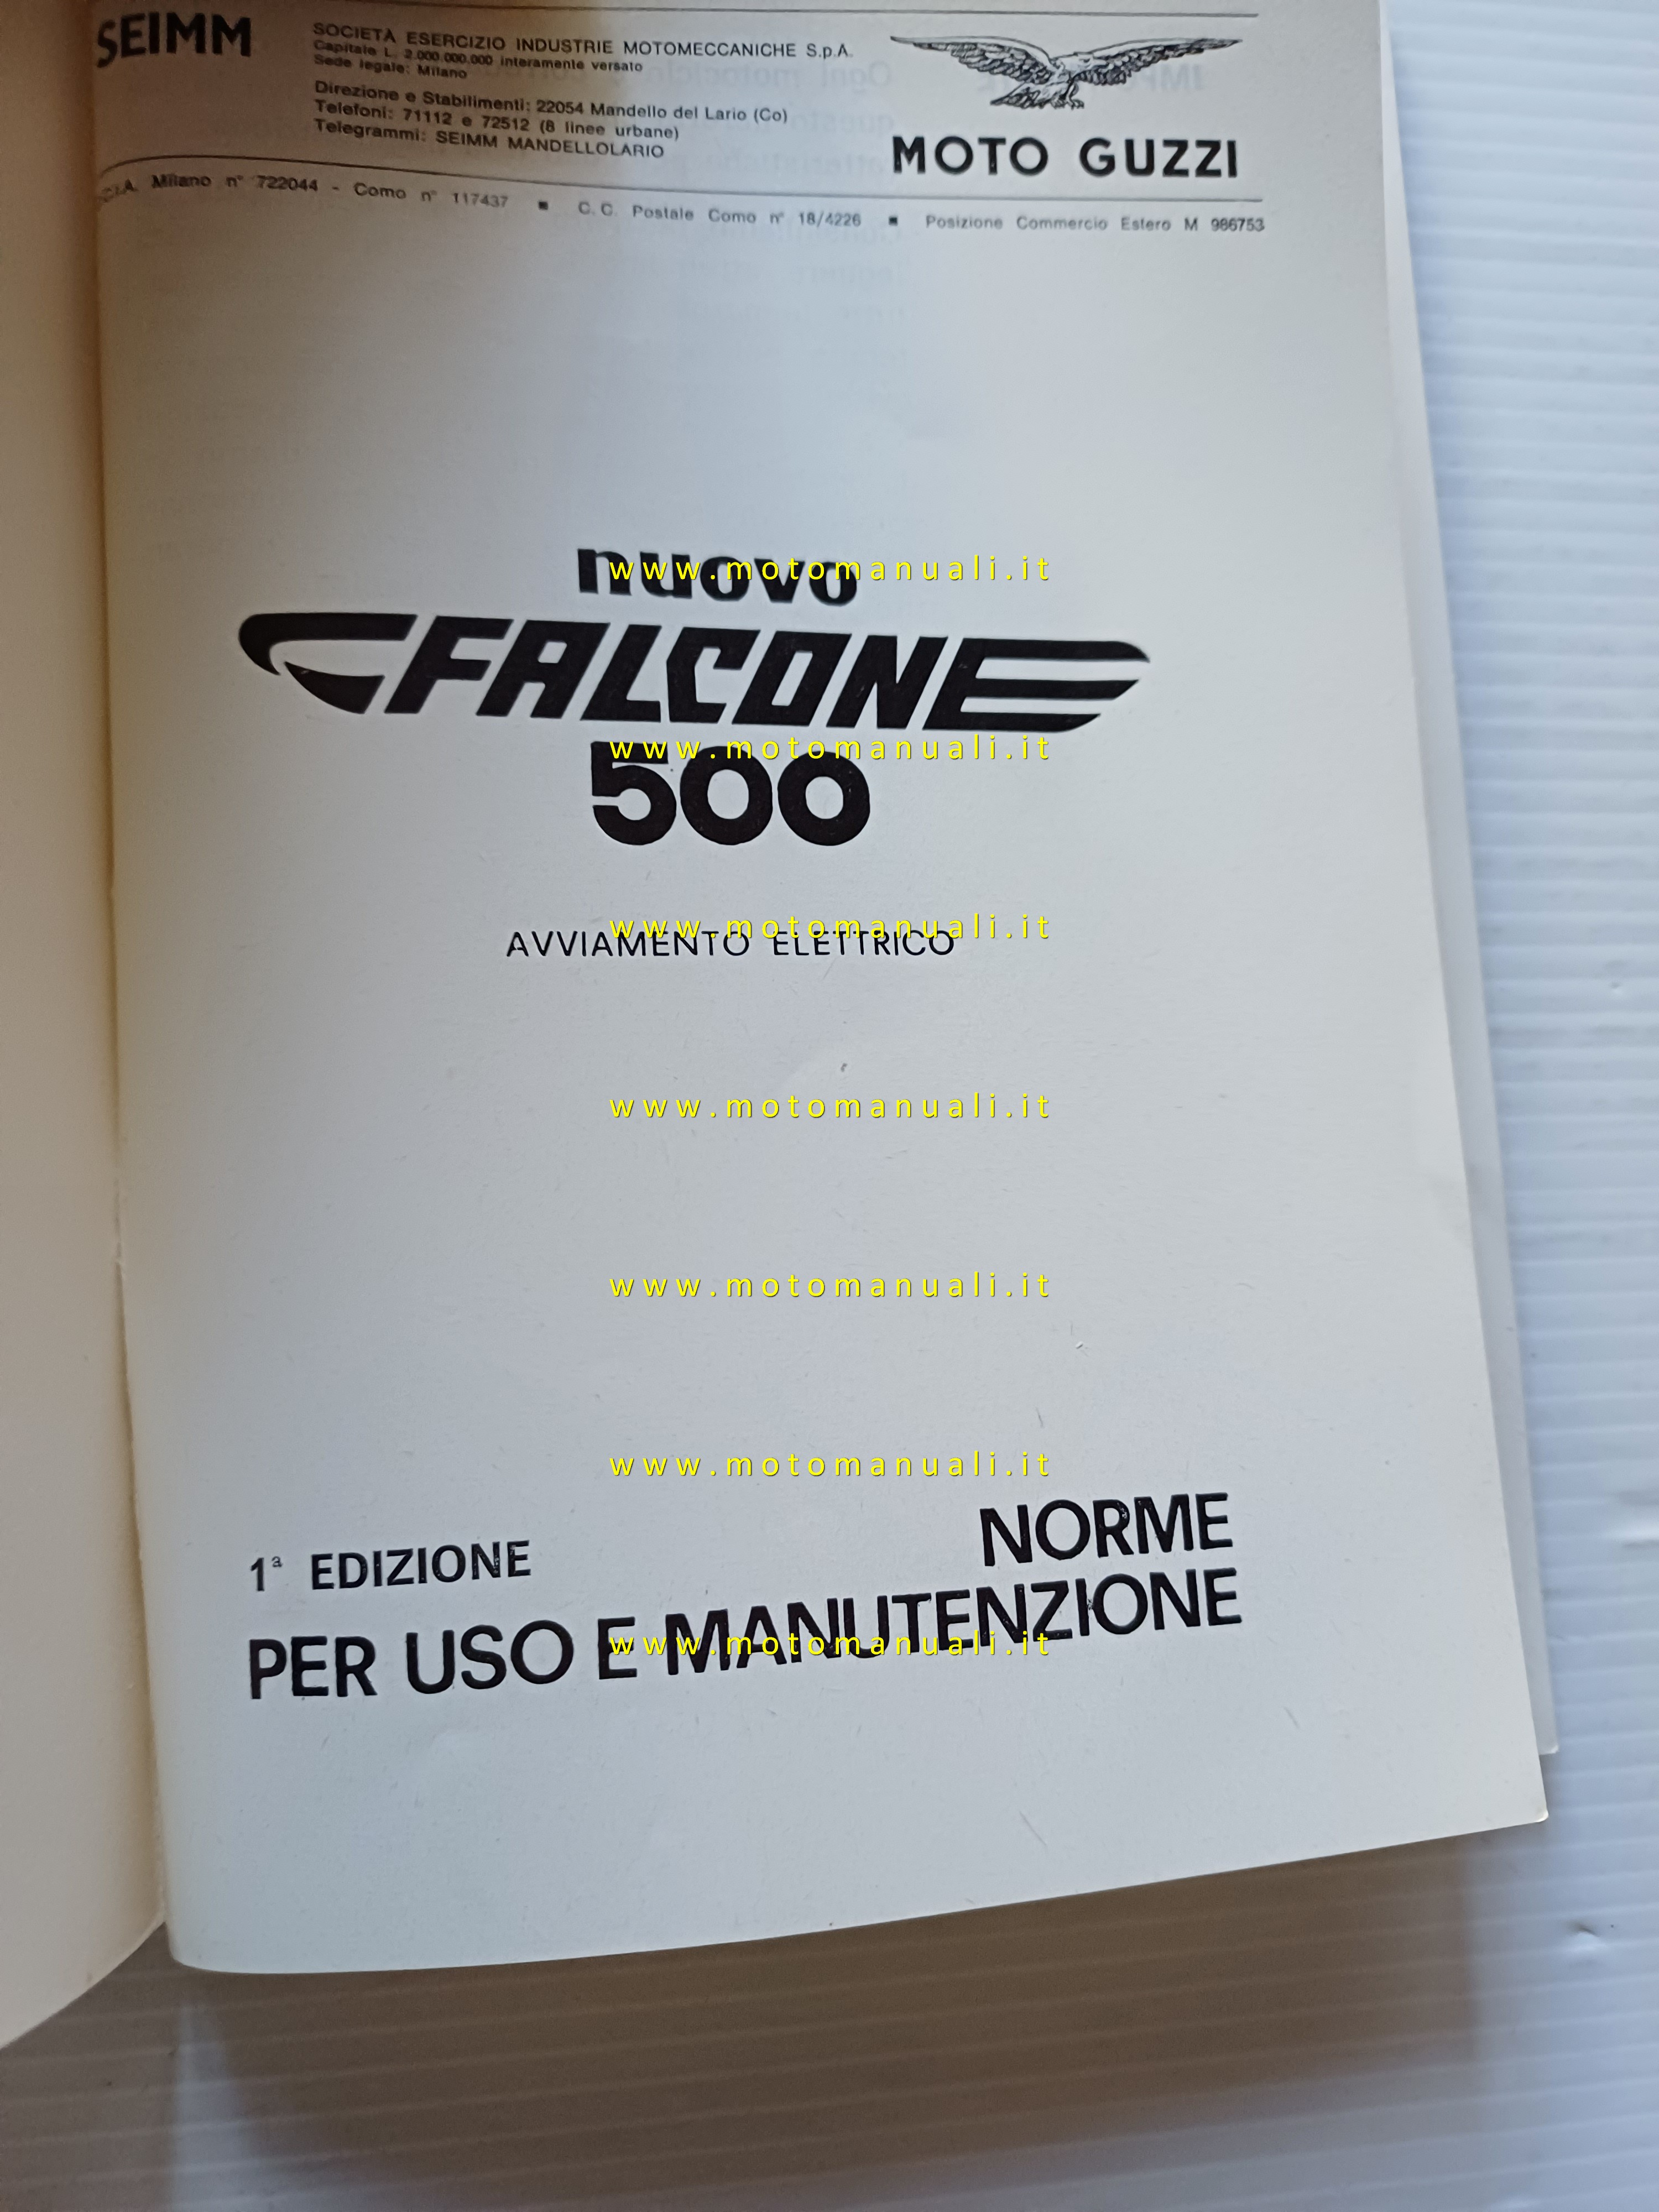 SEIMM
SOCIETÀ ESERCIZIO INDUSTRIE MOTOMECCANICHE S.p.A.
Capitale L. 2.000.000.000 interamente versato
Sede legale: Milano
Direzione e Stabilimenti: 22054 Mandello del Lario (Co)
Telefoni: 71112 e 72512 (8 linee urbane)
Telegrammi: SEIMM MANDELLOLARIO
MOTO GUZZI
C.I.A. Milano n° 722044 - Como n° 117437 ■ C.C. Postale Como n° 18/4226 ■ Posizione Commercio Estero M 986753
nuovo
www.motomanuali.it
FALCONE
www.motomanuali.it
500
www.motomanuali.it
AVVIAMENTO ELETTRICO
www.motomanuali.it
www.motomanuali.it
www.motomanuali.it
1ª EDIZIONE
NORME
PER USO E MANUTENZIONE
www.motomanuali.it